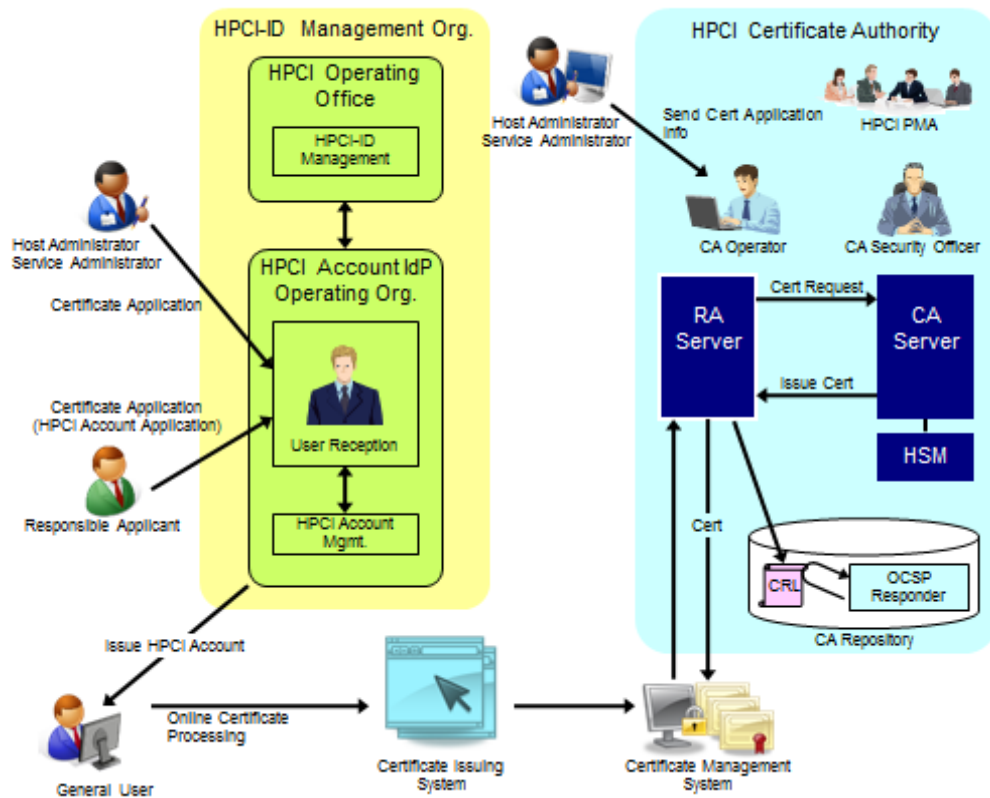 HPCI-ID Management Org.
HPCI Operating
Office
HPCI-ID
Management
Host Administrator
Service Administrator
Certificate Application
HPCI Account IdP
Operating Org.
User Reception
Certificate Application
(HPCI Account Application)
Responsible Applicant
HPCI Account
Mgmt.
Issue HPCI Account
General User
Online Certificate
Processing
Certificate Issuing
System
Certificate Management
System
HPCI Certificate Authority
Host Administrator
Service Administrator
Send Cert Application
Info
HPCI PMA
CA Operator
CA Security Officer
RA
Server
Cert Request
CA
Server
Issue Cert
HSM
Cert
CRL
OCSP
Responder
CA Repository